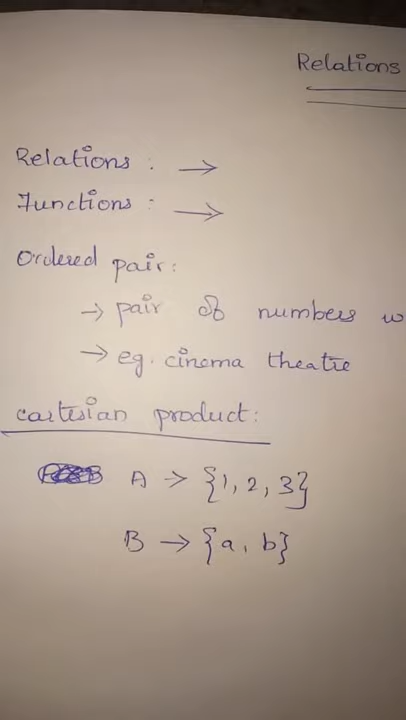 Relations
Relations : →
Functions : →
Ordered pair :
→ pair of numbers w
→ eg. cinema theatre
cartesian product :
A → {1, 2, 3}
B → {a, b}